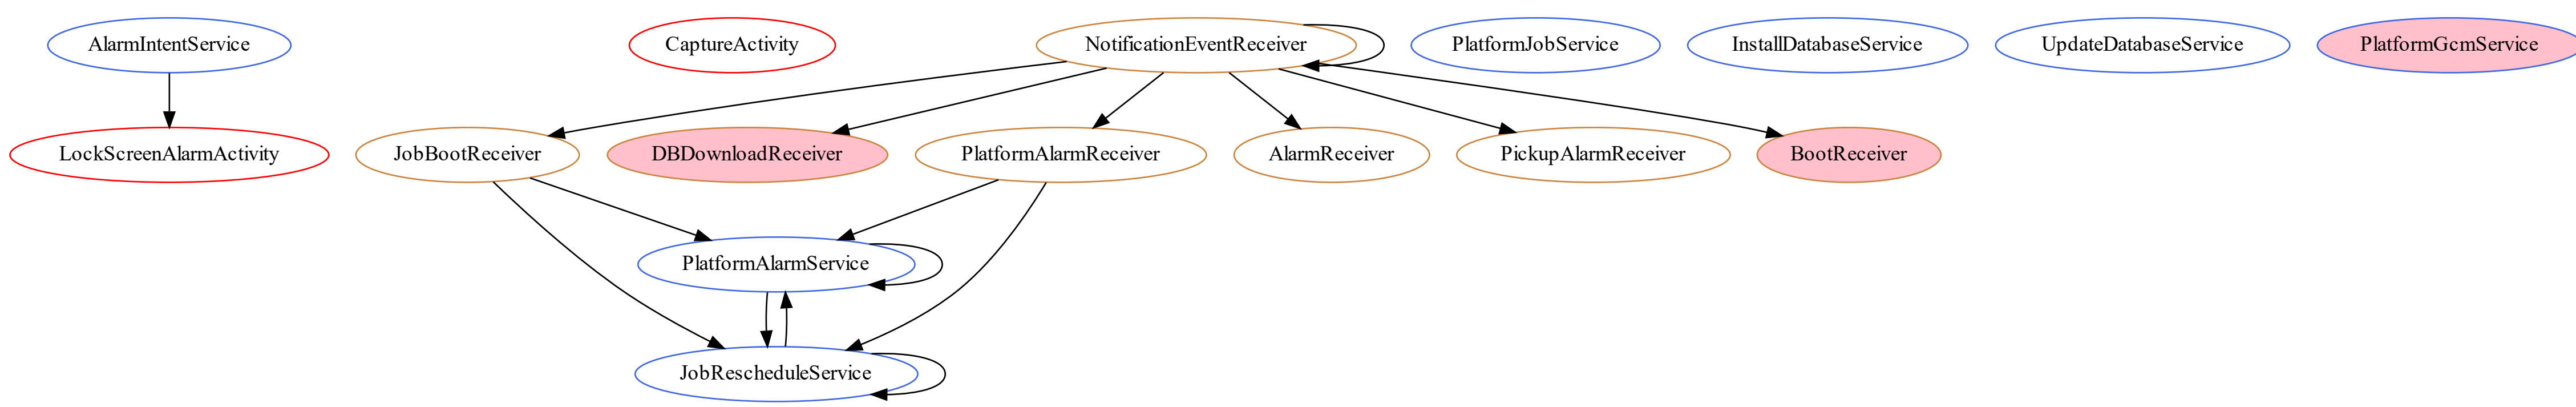 AlarmIntentService
CaptureActivity
NotificationEventReceiver
PlatformJobService
InstallDatabaseService
UpdateDatabaseService
PlatformGcmService
LockScreenAlarmActivity
JobBootReceiver
DBDownloadReceiver
PlatformAlarmReceiver
AlarmReceiver
PickupAlarmReceiver
BootReceiver
PlatformAlarmService
JobRescheduleService